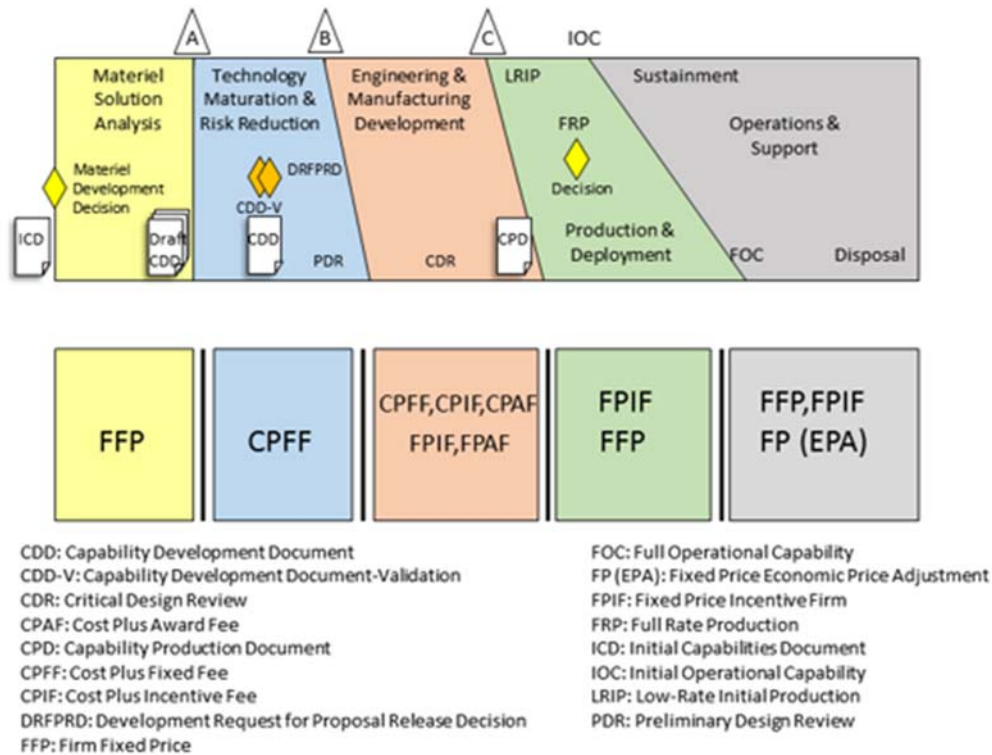 A
B
C
IOC
Materiel
Solution
Analysis
Technology
Maturation &
Risk Reduction
Engineering &
Manufacturing
Development
LRIP
Sustainment
FRP
Operations &
Support
Materiel
Development
Decision
DRFPRD
Decision
CDD-V
ICD
Draft
CDD
CDD
PDR
CDR
CPD
Production &
Deployment
FOC
Disposal
FFP
CPFF
CPFF,CPIF,CPAF
FPIF,FPAF
FPIF
FFP
FFP,FPIF
FP (EPA)
CDD: Capability Development Document
CDD-V: Capability Development Document-Validation
CDR: Critical Design Review
CPAF: Cost Plus Award Fee
CPD: Capability Production Document
CPFF: Cost Plus Fixed Fee
CPIF: Cost Plus Incentive Fee
DRFPRD: Development Request for Proposal Release Decision
FFP: Firm Fixed Price
FOC: Full Operational Capability
FP (EPA): Fixed Price Economic Price Adjustment
FPIF: Fixed Price Incentive Firm
FRP: Full Rate Production
ICD: Initial Capabilities Document
IOC: Initial Operational Capability
LRIP: Low-Rate Initial Production
PDR: Preliminary Design Review